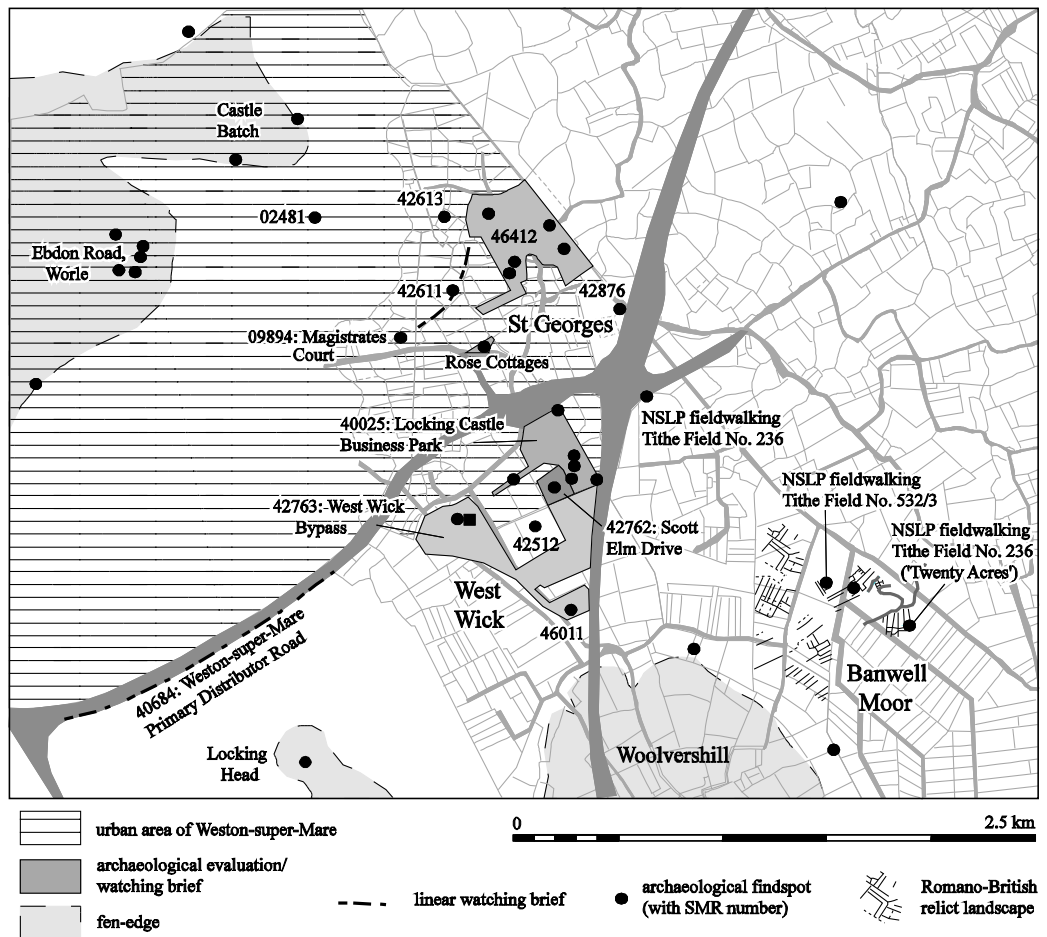 Castle
Batch
42613
02481
46412
Ebdon Road,
Worle
42611
42876
St Georges
09894: Magistrates
Court
Rose Cottages
40025: Locking Castle
Business Park
NSLP fieldwalking
Tithe Field No. 236
NSLP fieldwalking
Tithe Field No. 532/3
42763: West Wick
Bypass
42512
42762: Scott
Elm Drive
NSLP fieldwalking
Tithe Field No. 236
('Twenty Acres')
West
Wick
46011
40684: Weston-super-Mare
Primary Distributor Road
Banwell
Moor
Locking
Head
Woolvershill
urban area of Weston-super-Mare
0
2.5 km
archaeological evaluation/
watching brief
linear watching brief
archaeological findspot
(with SMR number)
Romano-British
relict landscape
fen-edge